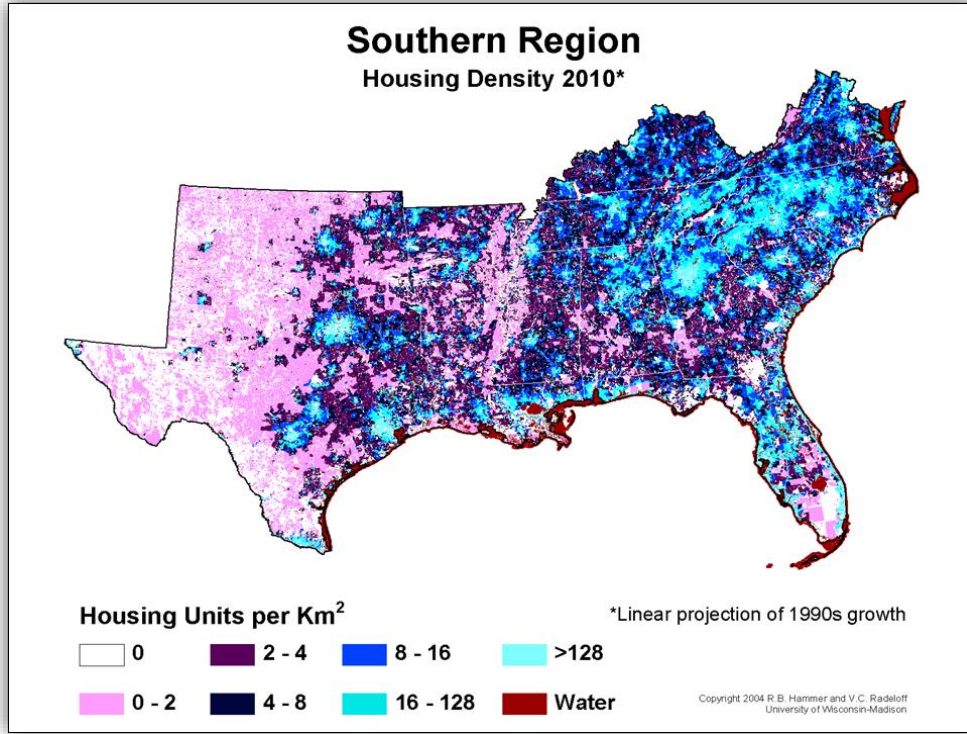 Southern Region
Housing Density 2010*
Housing Units per Km2
*Linear projection of 1990s growth
0
2 - 4
8 - 16
>128
0 - 2
4 - 8
16 - 128
Water
Copyright 2004 R.B. Hammer and V.C. Radeloff
University of Wisconsin-Madison